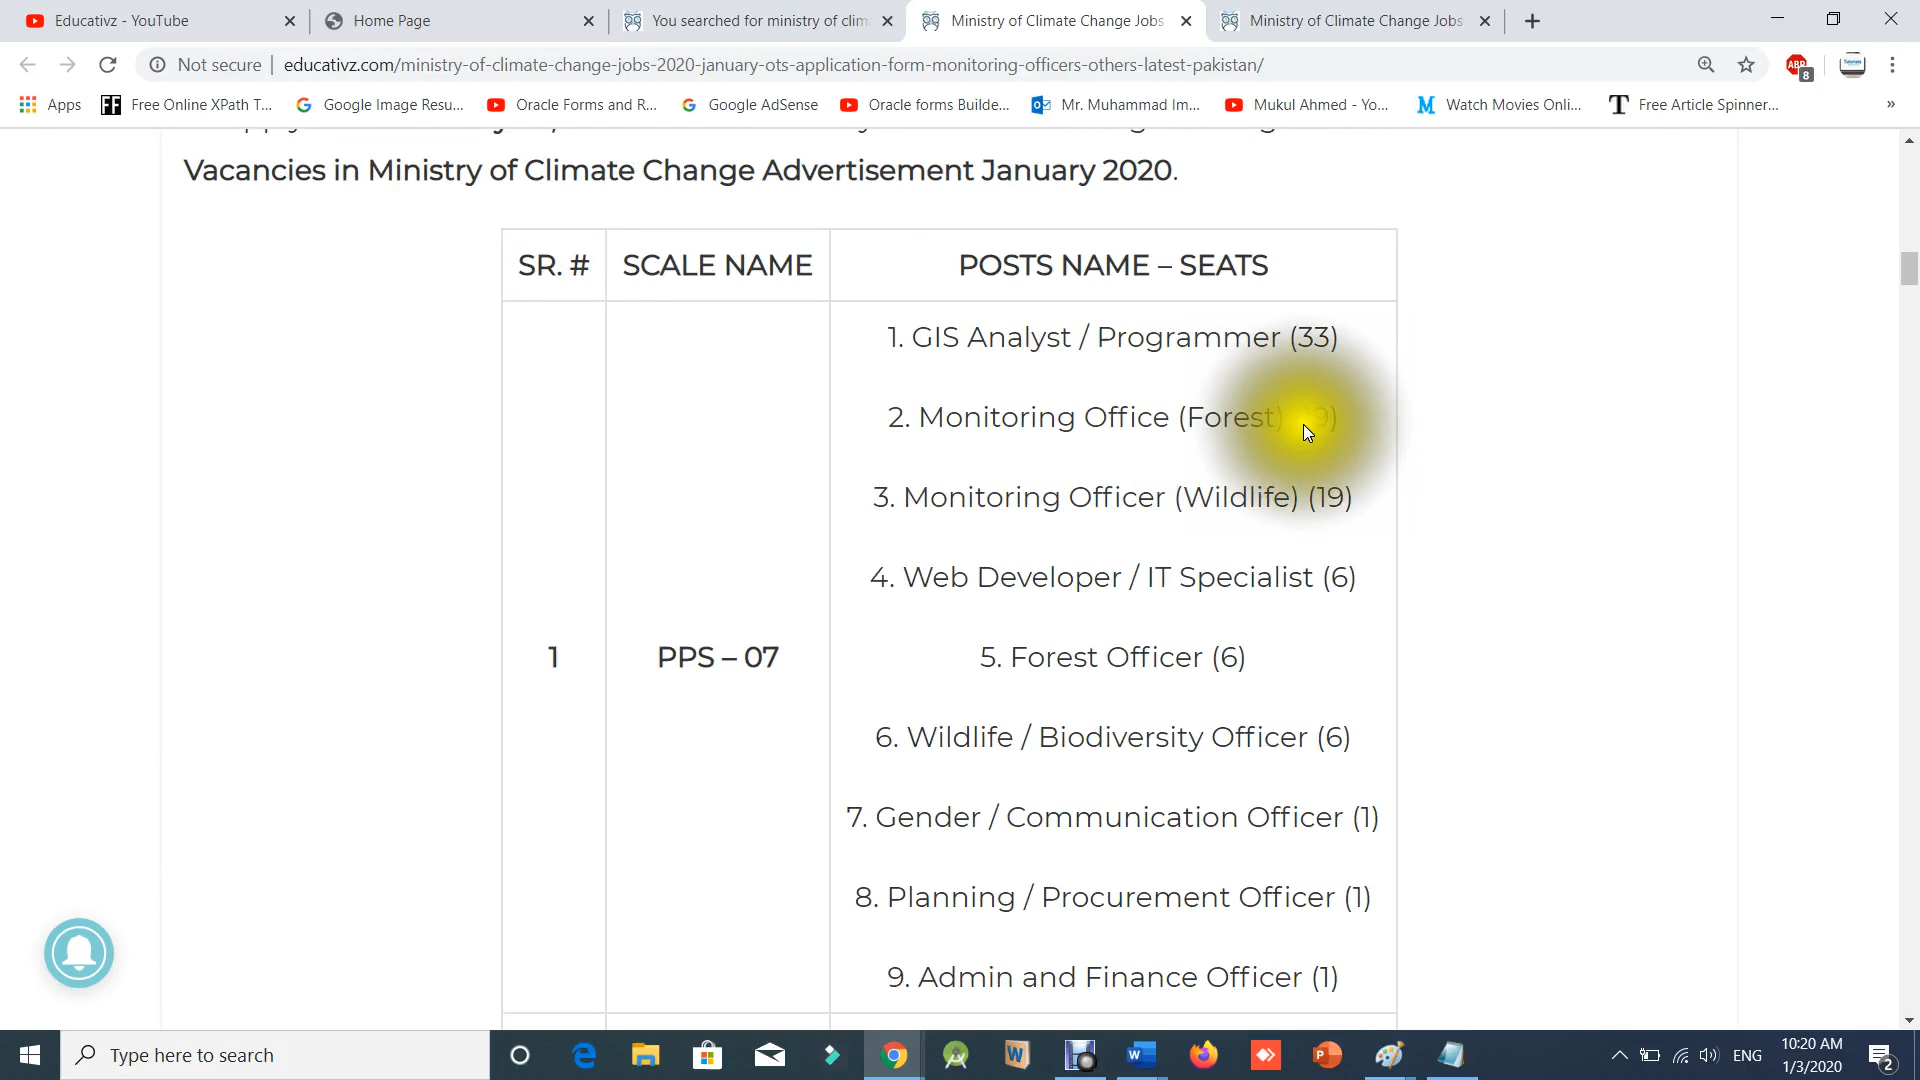 Educativz - YouTube
Home Page
You searched for ministry of clim
Ministry of Climate Change Jobs
Ministry of Climate Change Jobs
Not secure
educativz.com/ministry-of-climate-change-jobs-2020-january-ots-application-form-monitoring-officers-others-latest-pakistan/
ABP
8
Apps
Free Online XPath T...
Google Image Resu...
Oracle Forms and R...
Google AdSense
Oracle forms Builde...
Mr. Muhammad Im...
Mukul Ahmed - Yo...
Watch Movies Onli...
Free Article Spinner...
Vacancies in Ministry of Climate Change Advertisement January 2020.
SR. # SCALE NAME POSTS NAME – SEATS
1. GIS Analyst / Programmer (33)
2. Monitoring Office (Forest)
3. Monitoring Officer (Wildlife) (19)
4. Web Developer / IT Specialist (6)
1 PPS – 07 5. Forest Officer (6)
6. Wildlife / Biodiversity Officer (6)
7. Gender / Communication Officer (1)
8. Planning / Procurement Officer (1)
9. Admin and Finance Officer (1)
Type here to search
ENG
10:20 AM
1/3/2020
2